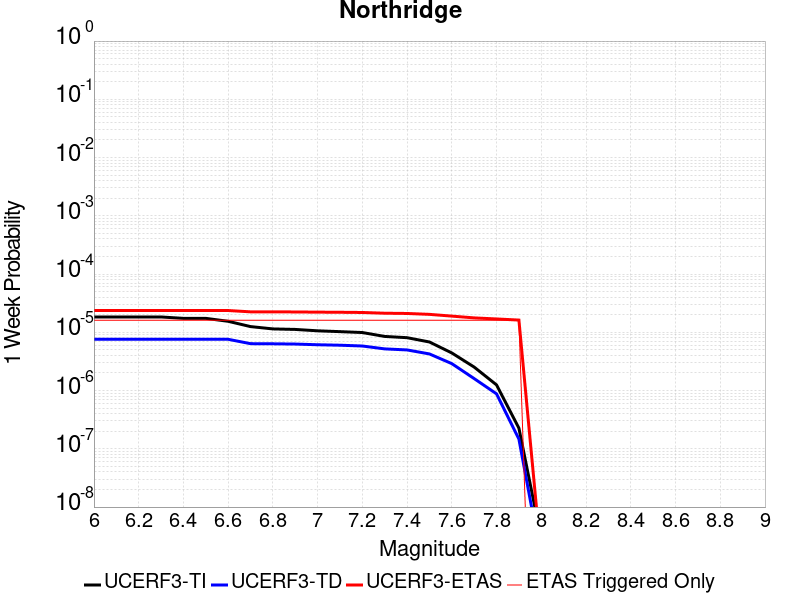 Northridge
1 Week Probability
10^0
10^-1
10^-2
10^-3
10^-4
10^-5
10^-6
10^-7
10^-8
6 6.2 6.4 6.6 6.8 7 7.2 7.4 7.6 7.8 8 8.2 8.4 8.6 8.8 9
Magnitude
UCERF3-TI UCERF3-TD UCERF3-ETAS ETAS Triggered Only